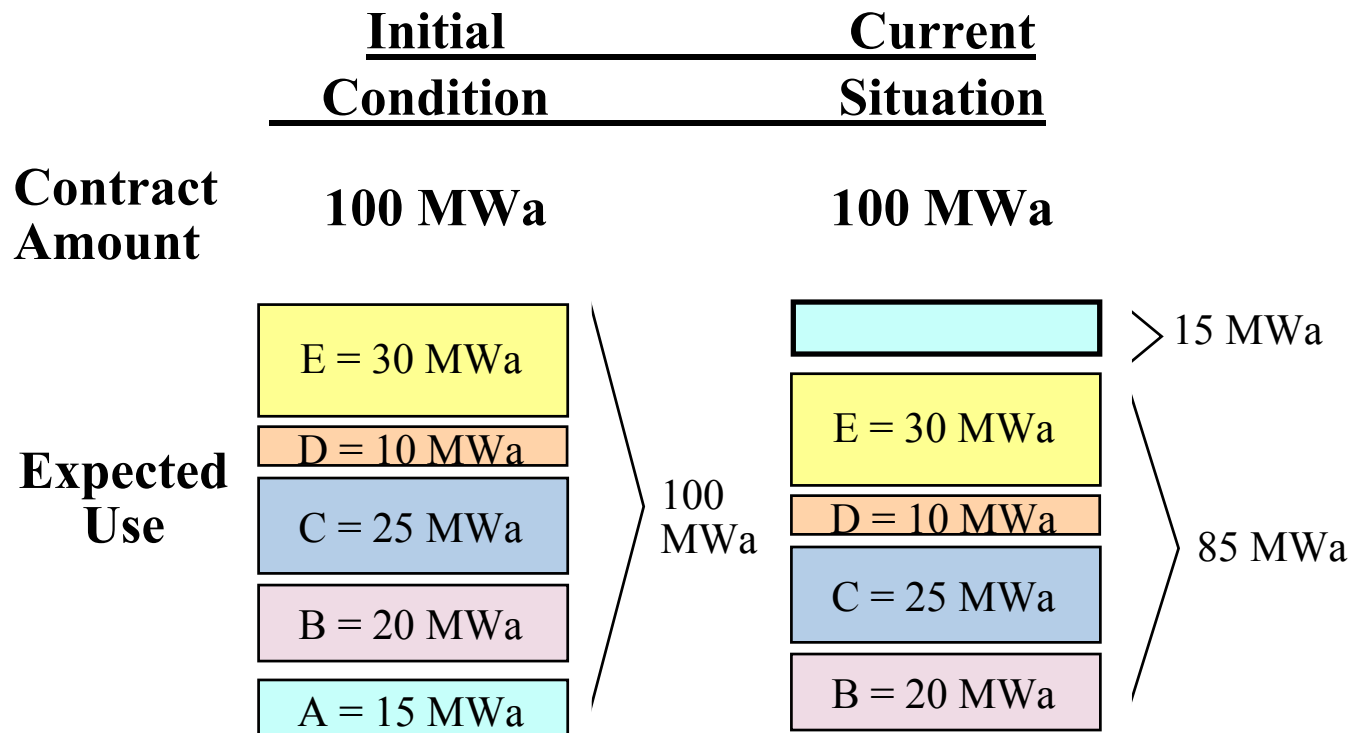 Initial Current
Condition Situation
Contract
Amount
100 MWa 100 MWa
E = 30 MWa
D = 10 MWa
C = 25 MWa
B = 20 MWa
A = 15 MWa
Expected
Use
100
MWa
15 MWa
E = 30 MWa
D = 10 MWa
C = 25 MWa
B = 20 MWa
85 MWa